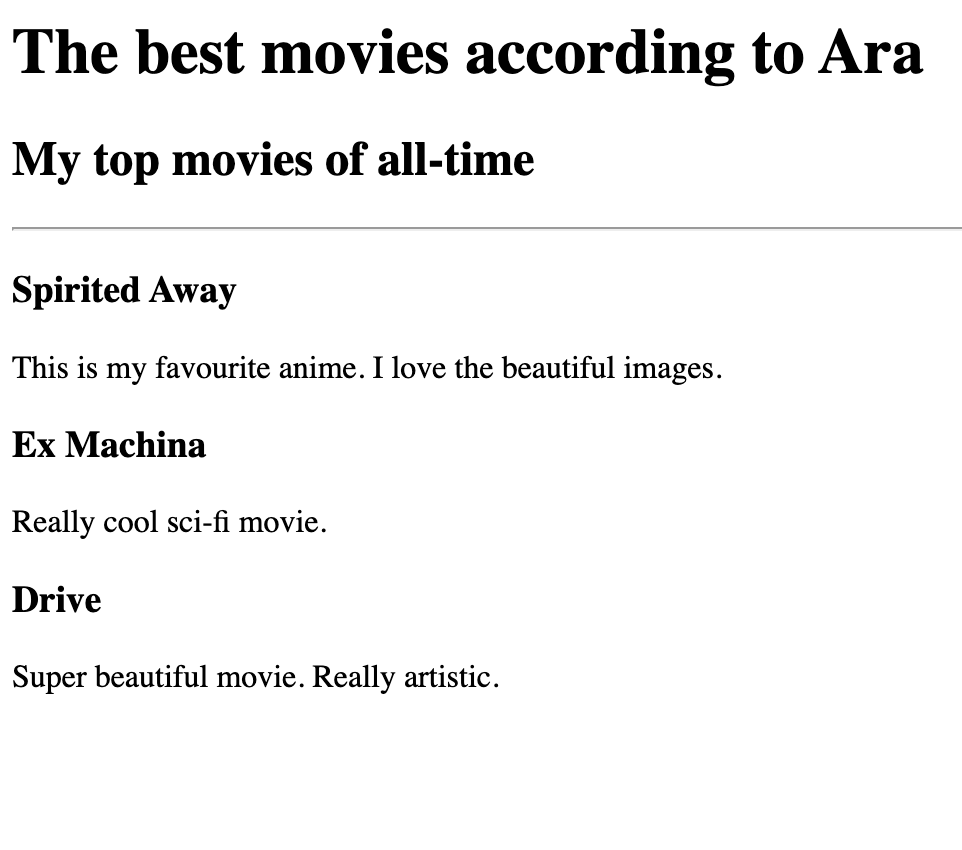 The best movies according to Ara
My top movies of all-time
Spirited Away
This is my favourite anime. I love the beautiful images.
Ex Machina
Really cool sci-fi movie.
Drive
Super beautiful movie. Really artistic.